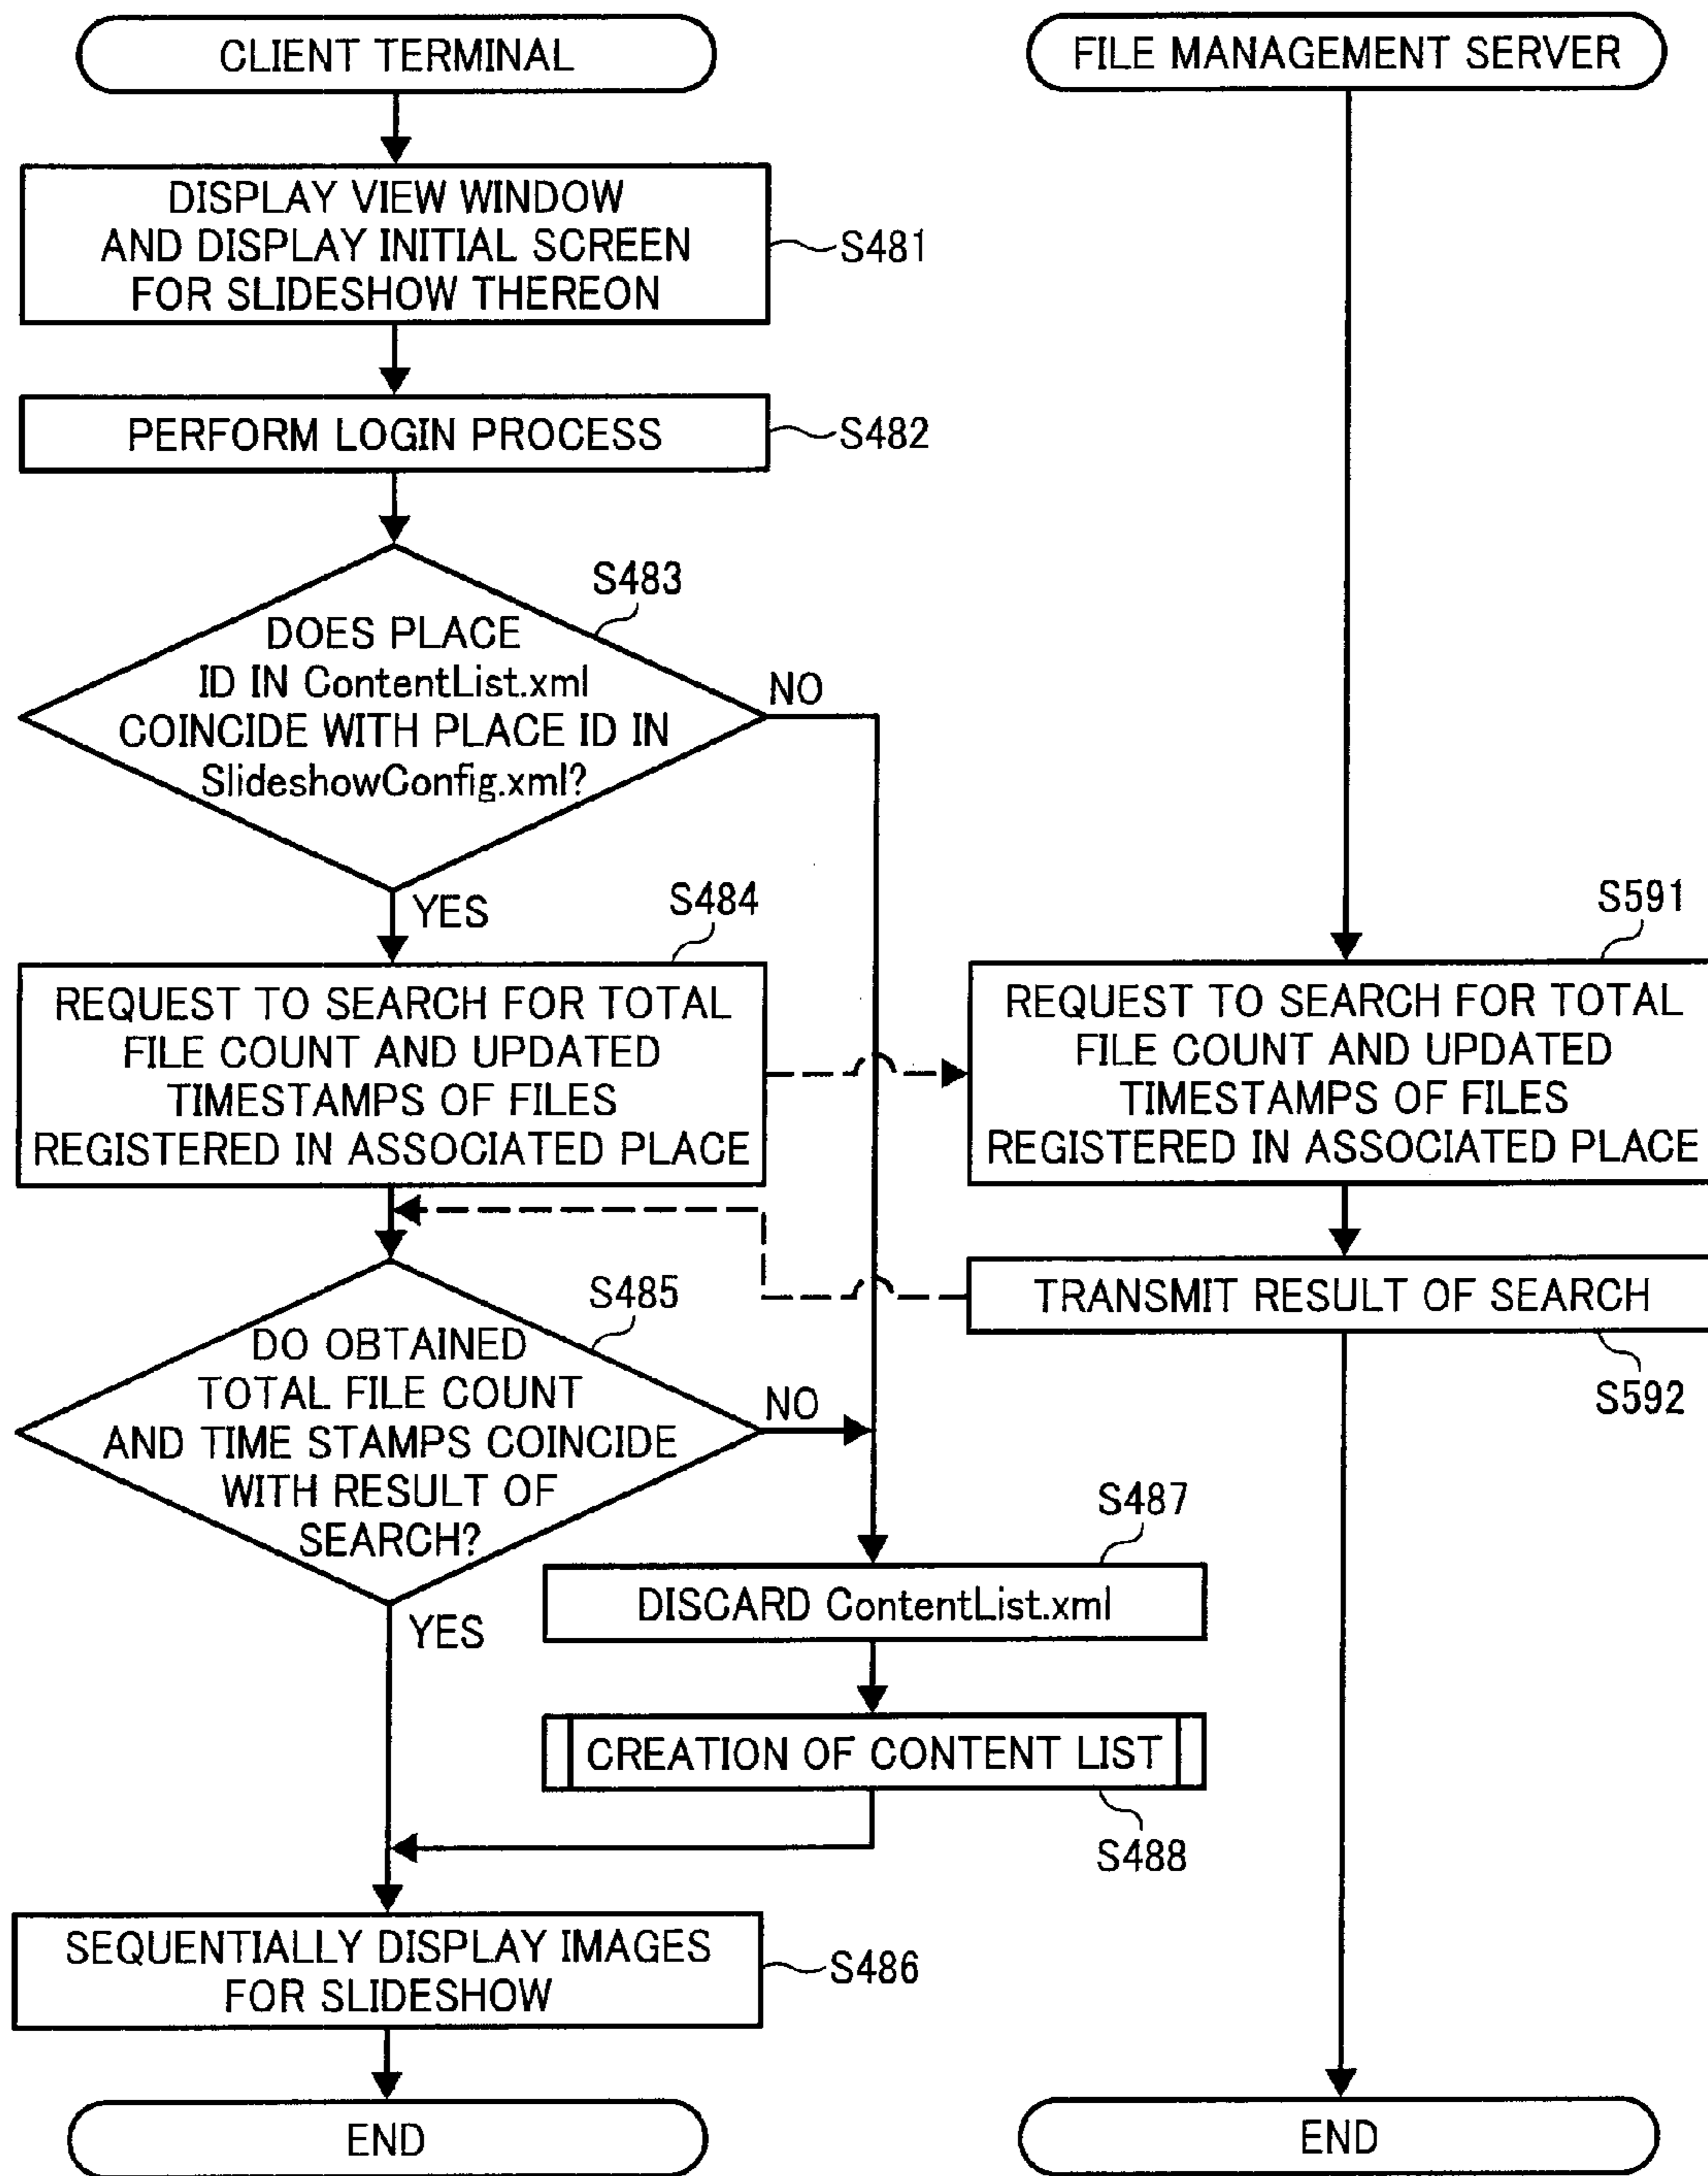 CLIENT TERMINAL
FILE MANAGEMENT SERVER
DISPLAY VIEW WINDOW
AND DISPLAY INITIAL SCREEN
FOR SLIDESHOW THEREON
S481
PERFORM LOGIN PROCESS
S482
S483
DOES PLACE
ID IN ContentList.xml
COINCIDE WITH PLACE ID IN
SlideshowConfig.xml?
NO
YES
S484
REQUEST TO SEARCH FOR TOTAL
FILE COUNT AND UPDATED
TIMESTAMPS OF FILES
REGISTERED IN ASSOCIATED PLACE
S591
REQUEST TO SEARCH FOR TOTAL
FILE COUNT AND UPDATED
TIMESTAMPS OF FILES
REGISTERED IN ASSOCIATED PLACE
TRANSMIT RESULT OF SEARCH
S592
S485
DO OBTAINED
TOTAL FILE COUNT
AND TIME STAMPS COINCIDE
WITH RESULT OF
SEARCH?
NO
YES
S487
DISCARD ContentList.xml
CREATION OF CONTENT LIST
S488
SEQUENTIALLY DISPLAY IMAGES
FOR SLIDESHOW
S486
END
END